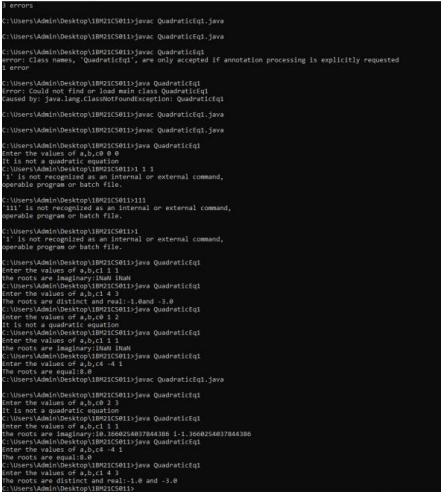 3 errors
C:\Users\Admin\Desktop\1BM21CS011>javac QuadraticEq1.java
C:\Users\Admin\Desktop\1BM21CS011>javac QuadraticEq1.java
C:\Users\Admin\Desktop\1BM21CS011>javac QuadraticEq1
error: Class names, 'QuadraticEq1', are only accepted if annotation processing is explicitly requested
1 error
C:\Users\Admin\Desktop\1BM21CS011>java QuadraticEq1
Error: Could not find or load main class QuadraticEq1
Caused by: java.lang.ClassNotFoundException: QuadraticEq1
C:\Users\Admin\Desktop\1BM21CS011>javac QuadraticEq1.java
C:\Users\Admin\Desktop\1BM21CS011>javac QuadraticEq1.java
C:\Users\Admin\Desktop\1BM21CS011>java QuadraticEq1
Enter the values of a,b,c0 0 0
It is not a quadratic equation
C:\Users\Admin\Desktop\1BM21CS011>1 1 1
'1' is not recognized as an internal or external command,
operable program or batch file.
C:\Users\Admin\Desktop\1BM21CS011>111
'111' is not recognized as an internal or external command,
operable program or batch file.
C:\Users\Admin\Desktop\1BM21CS011>1
'1' is not recognized as an internal or external command,
operable program or batch file.
C:\Users\Admin\Desktop\1BM21CS011>java QuadraticEq1
Enter the values of a,b,c1 1 1
the roots are imaginary:iNaN iNaN
C:\Users\Admin\Desktop\1BM21CS011>java QuadraticEq1
Enter the values of a,b,c1 4 3
The roots are distinct and real:-1.0and -3.0
C:\Users\Admin\Desktop\1BM21CS011>java QuadraticEq1
Enter the values of a,b,c0 1 2
It is not a quadratic equation
C:\Users\Admin\Desktop\1BM21CS011>java QuadraticEq1
Enter the values of a,b,c1 1 1
the roots are imaginary:iNaN iNaN
C:\Users\Admin\Desktop\1BM21CS011>java QuadraticEq1
Enter the values of a,b,c4 -4 1
The roots are equal:8.0
C:\Users\Admin\Desktop\1BM21CS011>javac QuadraticEq1.java
C:\Users\Admin\Desktop\1BM21CS011>java QuadraticEq1
Enter the values of a,b,c0 2 3
It is not a quadratic equation
C:\Users\Admin\Desktop\1BM21CS011>java QuadraticEq1
Enter the values of a,b,c1 1 1
the roots are imaginary:i0.3660254037844386 i-1.3660254037844386
C:\Users\Admin\Desktop\1BM21CS011>java QuadraticEq1
Enter the values of a,b,c4 -4 1
The roots are equal:8.0
C:\Users\Admin\Desktop\1BM21CS011>java QuadraticEq1
Enter the values of a,b,c1 4 3
The roots are distinct and real:-1.0 and -3.0
C:\Users\Admin\Desktop\1BM21CS011>